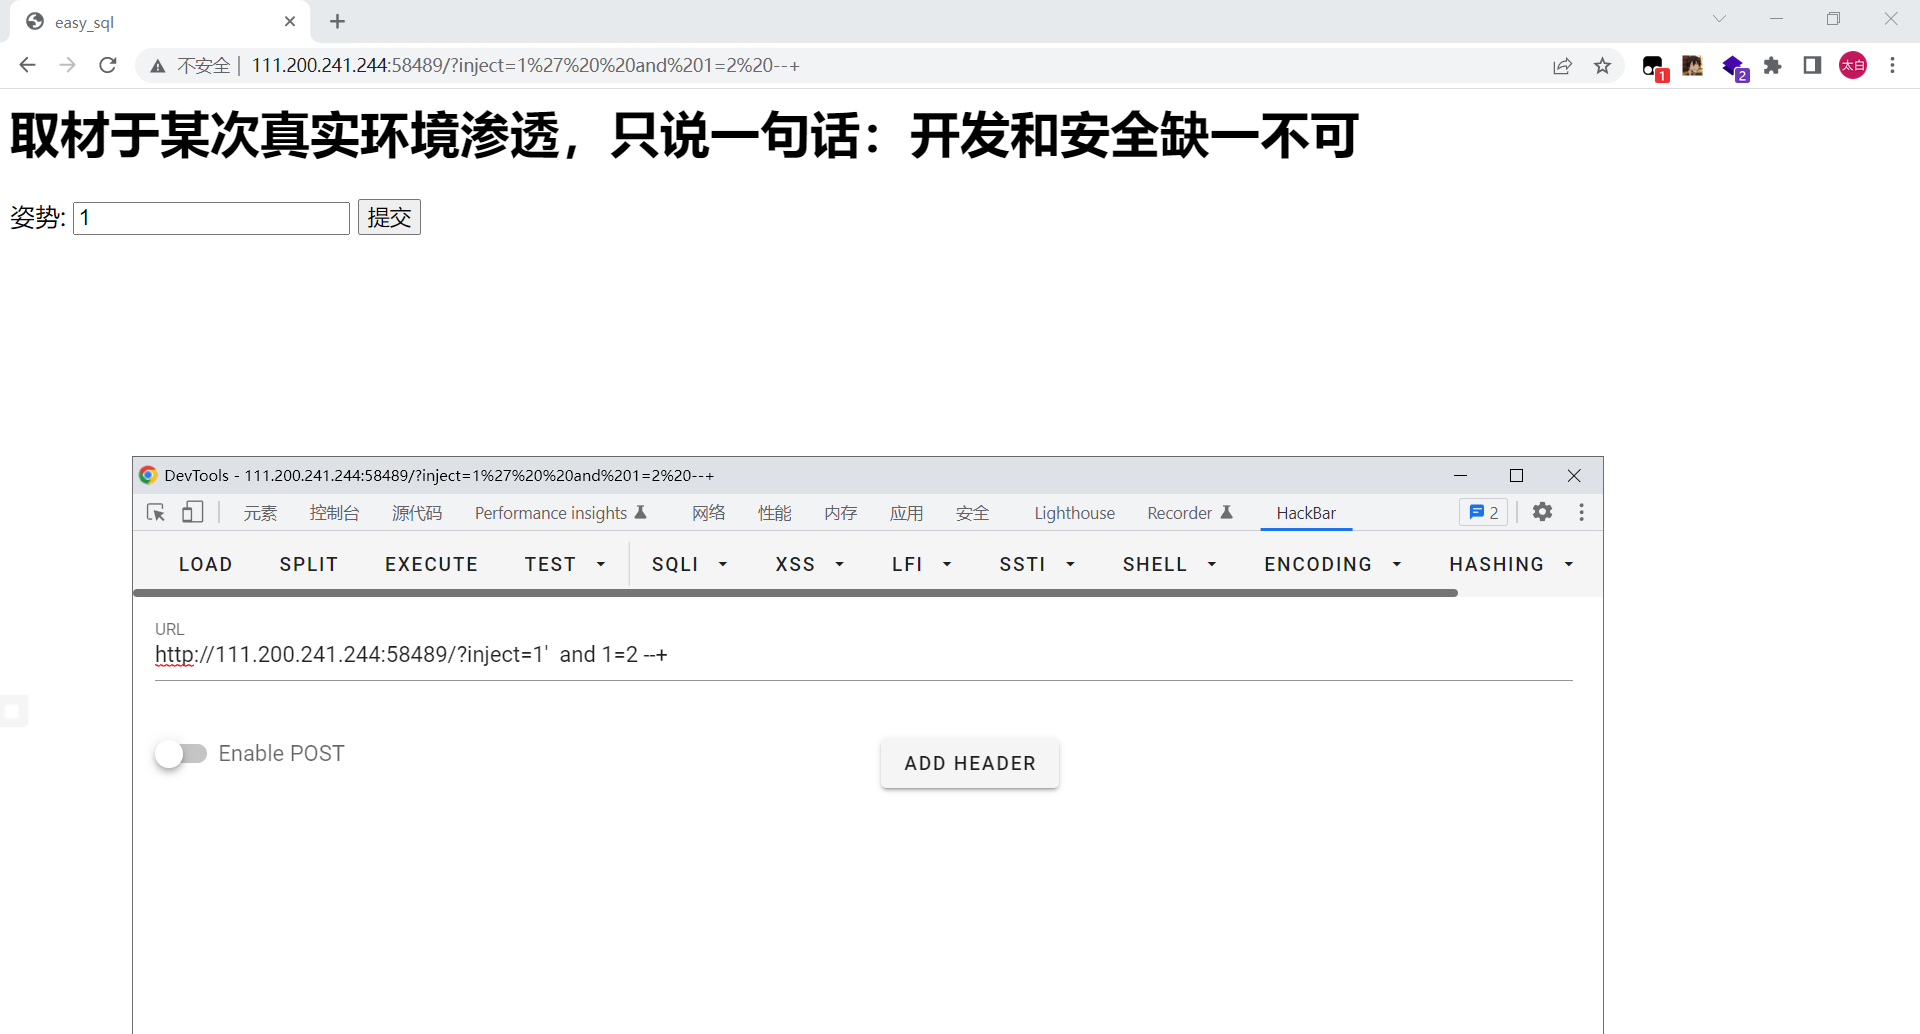 easy_sql
不安全 | 111.200.241.244:58489/?inject=1%27%20%20and%201=2%20--+
1
2
太白
取材于某次真实环境渗透，只说一句话：开发和安全缺一不可
姿势: 1 提交
DevTools - 111.200.241.244:58489/?inject=1%27%20%20and%201=2%20--+
元素 控制台 源代码 Performance insights 网络 性能 内存 应用 安全 Lighthouse Recorder HackBar 2
LOAD SPLIT EXECUTE TEST SQLI XSS LFI SSTI SHELL ENCODING HASHING
URL
http://111.200.241.244:58489/?inject=1'  and 1=2 --+
Enable POST
ADD HEADER